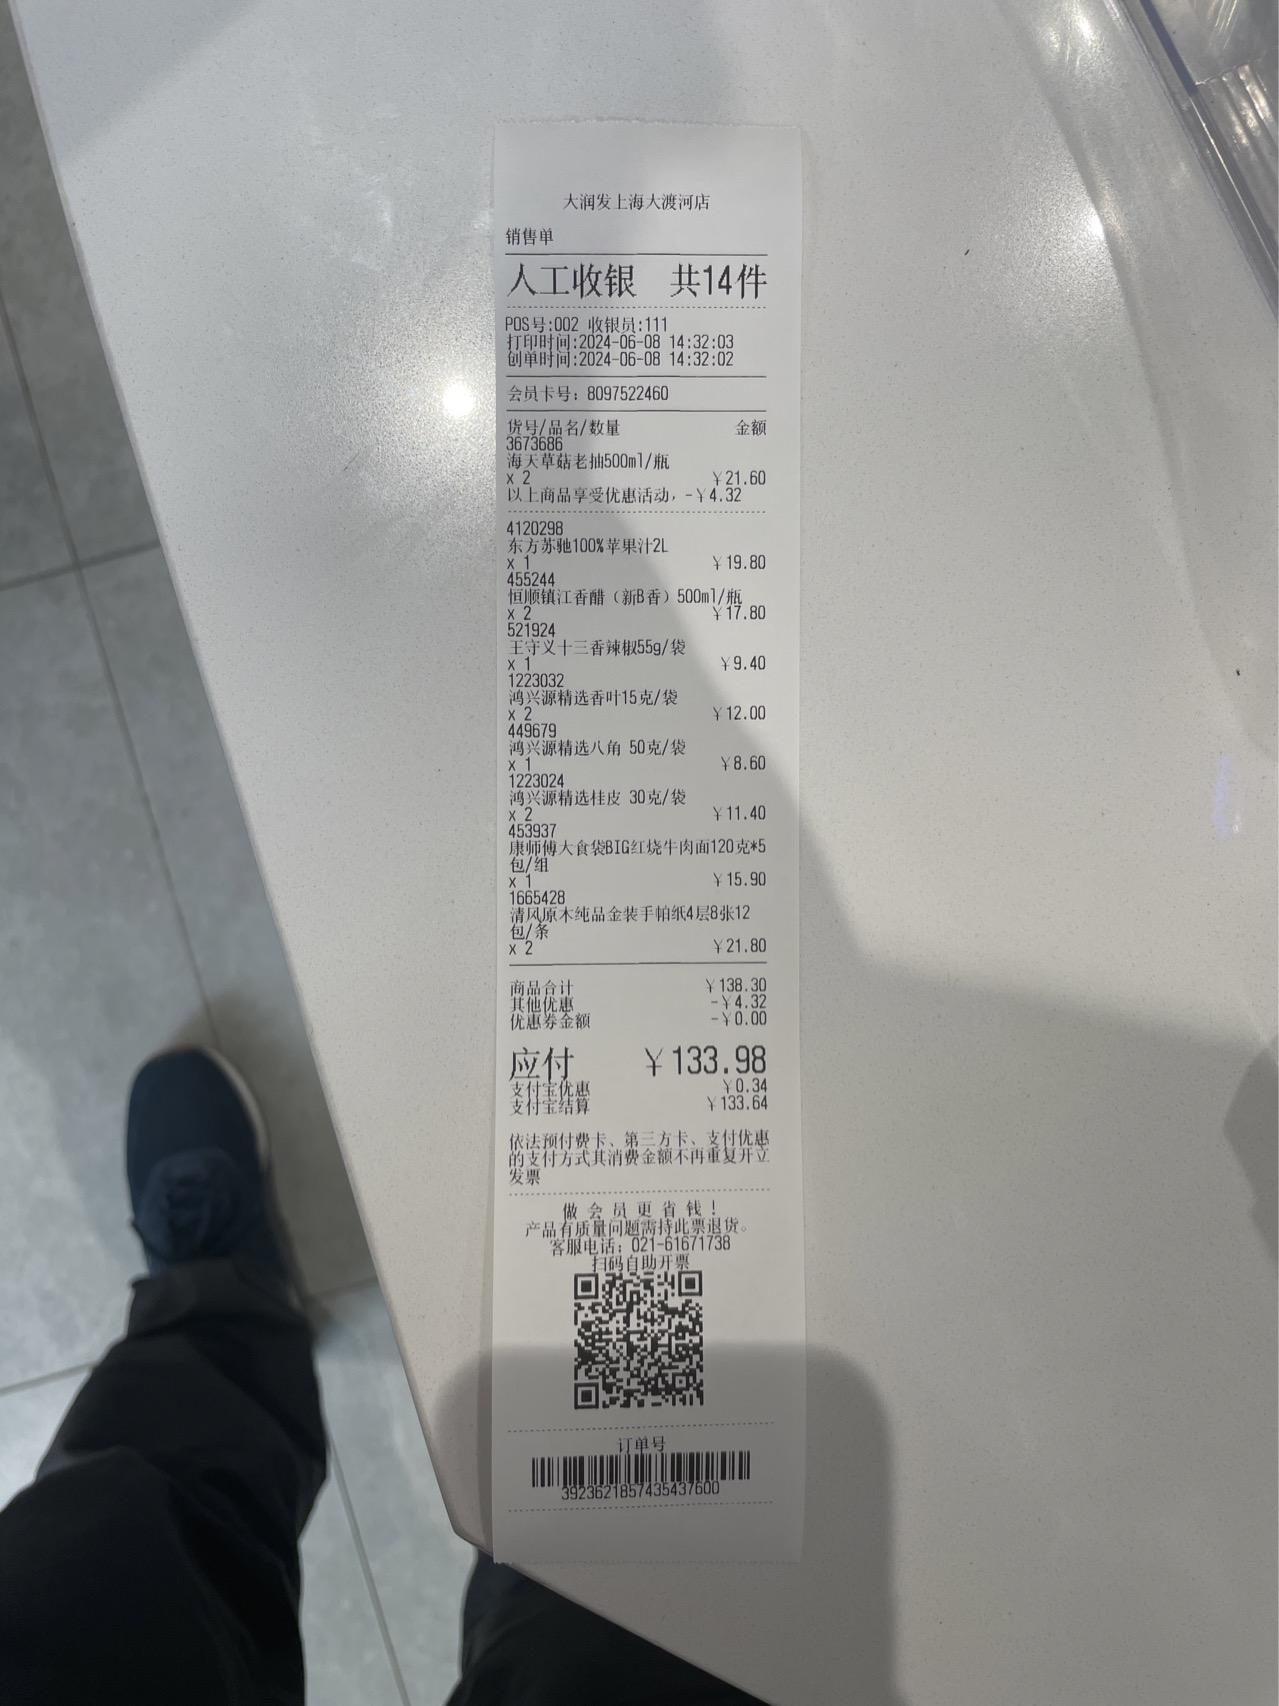 大润发上海大渡河店
销售单
人工收银 共14件
POS号:002 收银员:111
打印时间:2024-06-08 14:32:03
创单时间:2024-06-08 14:32:02
会员卡号: 8097522460
货号/品名/数量 金额
3673686
海天草菇老抽500ml/瓶
x 2 ￥21.60
以上商品享受优惠活动, -￥4.32
4120298
东方苏驰100%苹果汁2L
x 1 ￥19.80
455244
恒顺镇江香醋（新B香）500ml/瓶
x 2 ￥17.80
521924
王守义十三香辣椒55g/袋
x 1 ￥9.40
1223032
鸿兴源精选香叶15克/袋
x 2 ￥12.00
449679
鸿兴源精选八角 50克/袋
x 1 ￥8.60
1223024
鸿兴源精选桂皮 30克/袋
x 2 ￥11.40
453937
康师傅大食袋BIG红烧牛肉面120克*5
包/组
x 1 ￥15.90
1665428
清风原木纯品金装手帕纸4层8张12
包/条
x 2 ￥21.80
商品合计 ￥138.30
其他优惠 -￥4.32
优惠券金额 -￥0.00
应付 ￥133.98
支付宝优惠 ￥0.34
支付宝结算 ￥133.64
依法预付费卡、第三方卡、支付优惠
的支付方式其消费金额不再重复开立
发票
做 会 员 更 省 钱 !
产品有质量问题需持此票退货。
客服电话: 021-61671738
扫码自助开票
订单号
3923621857435437600